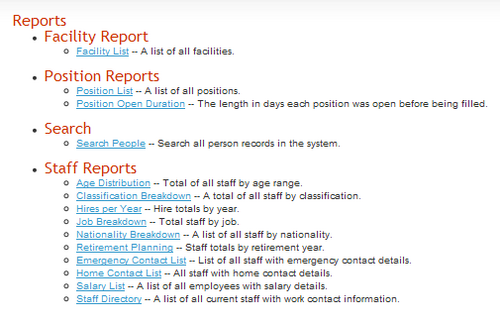 Reports
Facility Report
Facility List -- A list of all facilities.
Position Reports
Position List -- A list of all positions.
Position Open Duration -- The length in days each position was open before being filled.
Search
Search People -- Search all person records in the system.
Staff Reports
Age Distribution -- Total of all staff by age range.
Classification Breakdown -- A total of all staff by classification.
Hires per Year -- Hire totals by year.
Job Breakdown -- Total staff by job.
Nationality Breakdown -- A list of all staff by nationality.
Retirement Planning -- Staff totals by retirement year.
Emergency Contact List -- List of all staff with emergency contact details.
Home Contact List -- All staff with home contact details.
Salary List -- A list of all employees with salary details.
Staff Directory -- A list of all current staff with work contact information.